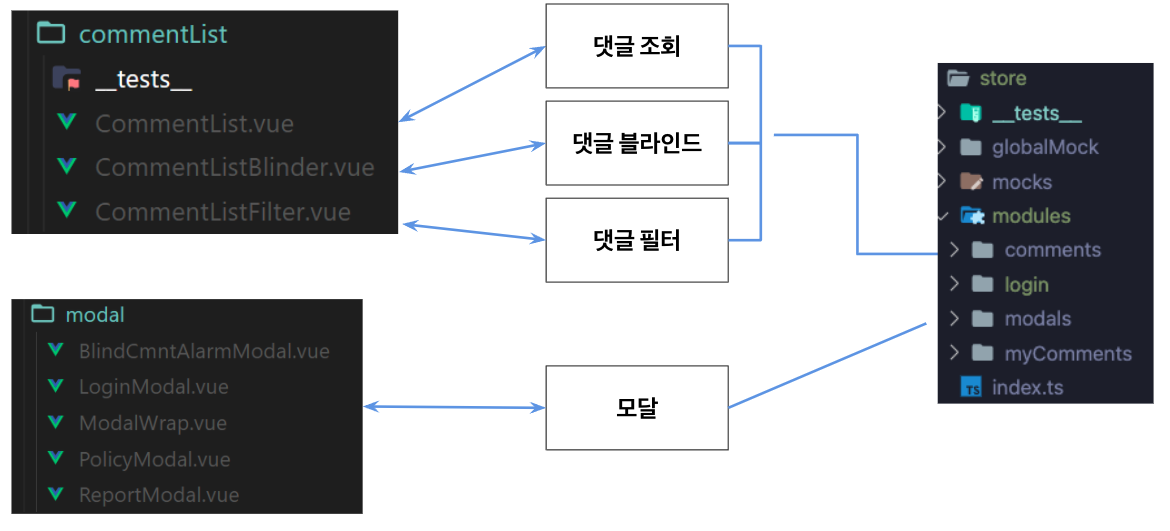 commentList
__tests__
CommentList.vue
CommentListBlinder.vue
CommentListFilter.vue
modal
BlindCmntAlarmModal.vue
LoginModal.vue
ModalWrap.vue
PolicyModal.vue
ReportModal.vue
댓글 조회
댓글 블라인드
댓글 필터
모달
store
__tests__
globalMock
mocks
modules
comments
login
modals
myComments
TS index.ts